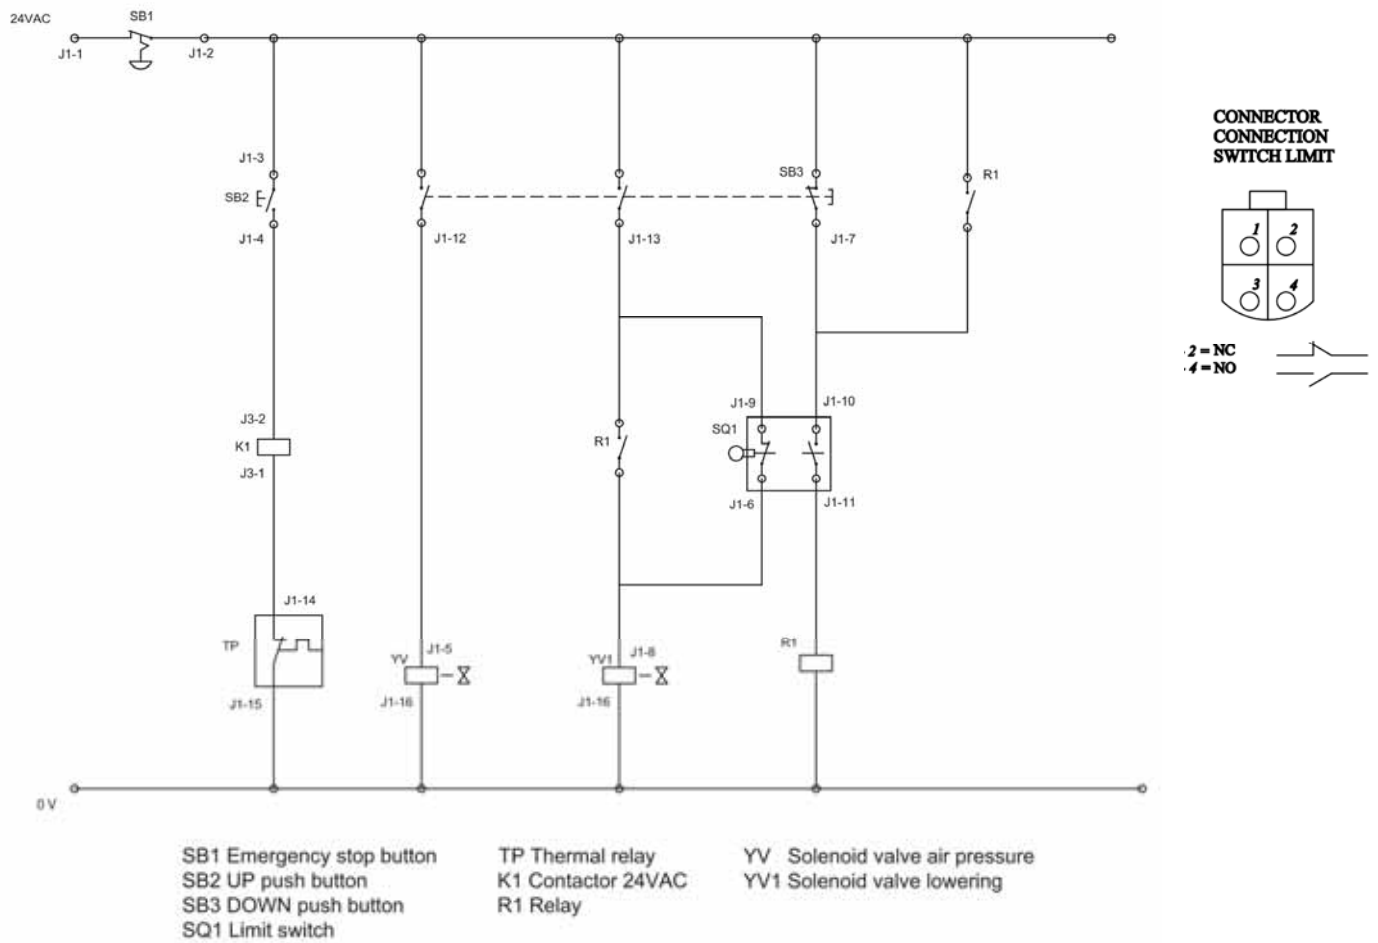 24VAC
SB1
J1-1
J1-2
CONNECTOR
CONNECTION
SWITCH LIMIT
J1-3
SB2
J1-4
SB3
R1
J1-12
J1-13
J1-7
1 2
3 4
2 = NC
4 = NO
J3-2
K1
J3-1
R1
J1-9
J1-10
SQ1
J1-6
J1-11
J1-14
TP
J1-15
YV
J1-5
J1-16
YV1
J1-8
J1-16
R1
0 V
SB1 Emergency stop button
SB2 UP push button
SB3 DOWN push button
SQ1 Limit switch
TP Thermal relay
K1 Contactor 24VAC
R1 Relay
YV Solenoid valve air pressure
YV1 Solenoid valve lowering